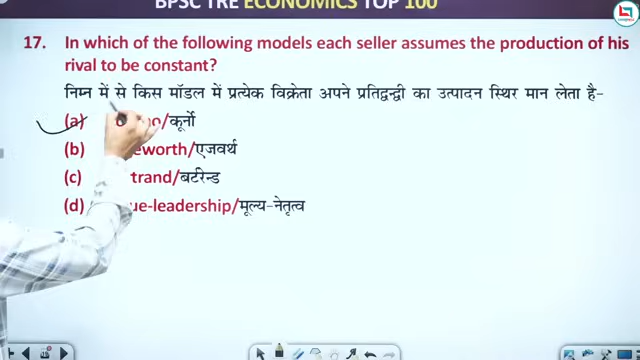 BPSC TRE ECONOMICS TOP 100
17. In which of the following models each seller assumes the production of his
rival to be constant?
निम्न में से किस मॉडल में प्रत्येक विक्रेता अपने प्रतिद्वन्द्वी का उत्पादन स्थिर मान लेता है-
(a) /कूर्नो
(b) eworth/एजवर्थ
(c) trand/बर्टरेन्ड
(d) ue-leadership/मूल्य-नेतृत्व